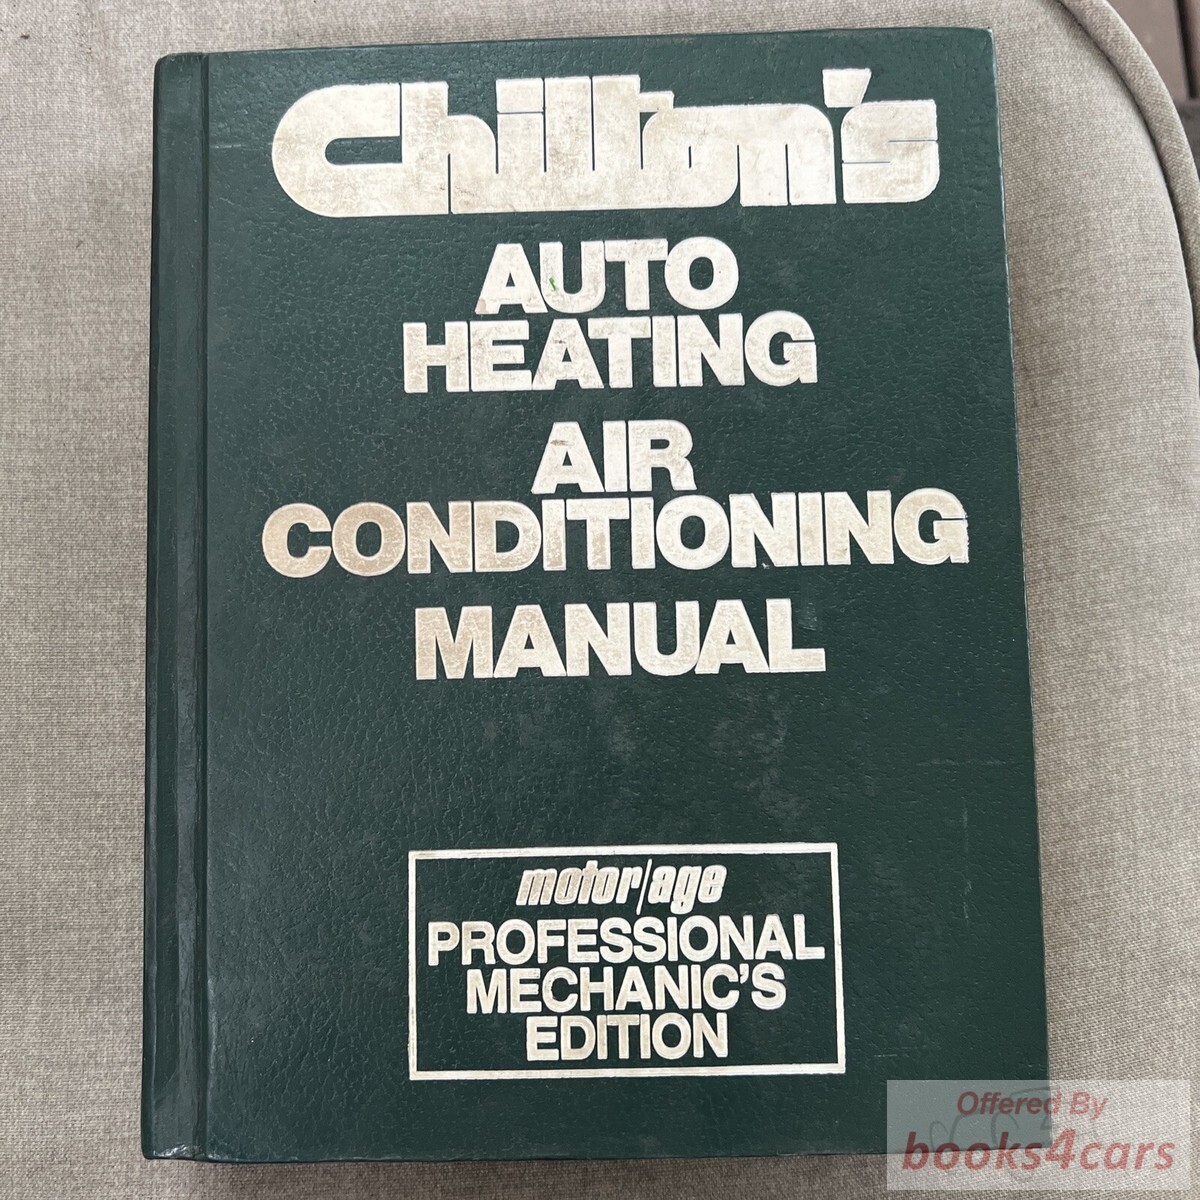 Chilton's
AUTO
HEATING
AIR
CONDITIONING
MANUAL
motor/age
PROFESSIONAL
MECHANIC'S
EDITION
Offered By
books4cars